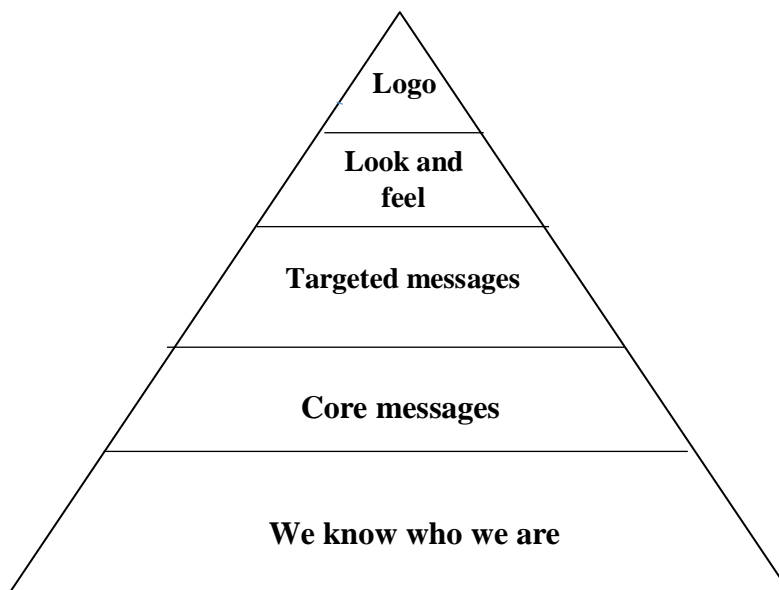 Logo
Look and
feel
Targeted messages
Core messages
We know who we are